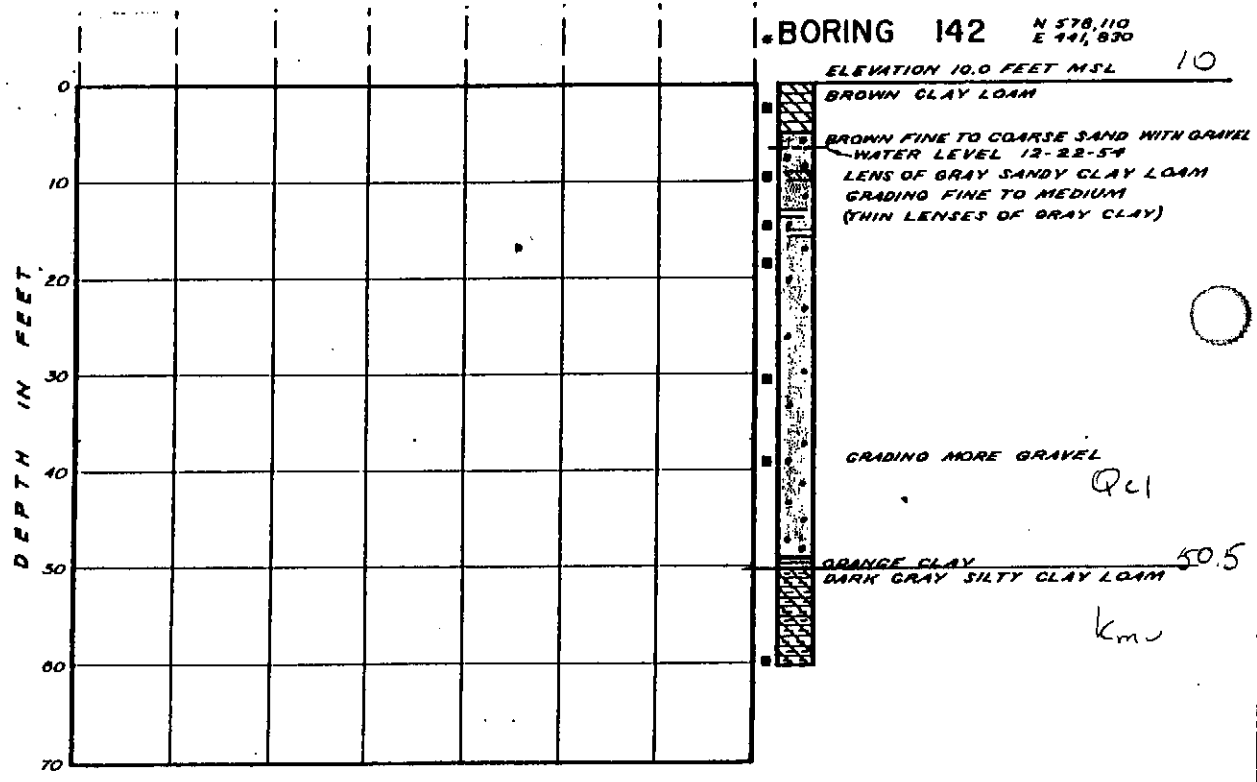 BORING 142
N 578,110
E 441,830
ELEVATION 10.0 FEET MSL 10
BROWN CLAY LOAM
BROWN FINE TO COARSE SAND WITH GRAVEL
WATER LEVEL 12-22-54
LENS OF GRAY SANDY CLAY LOAM
GRADING FINE TO MEDIUM
(THIN LENSES OF GRAY CLAY)
GRADING MORE GRAVEL
Qcl
ORANGE CLAY 50.5
DARK GRAY SILTY CLAY LOAM
DEPTH IN FEET
0
10
20
30
40
50
60
70